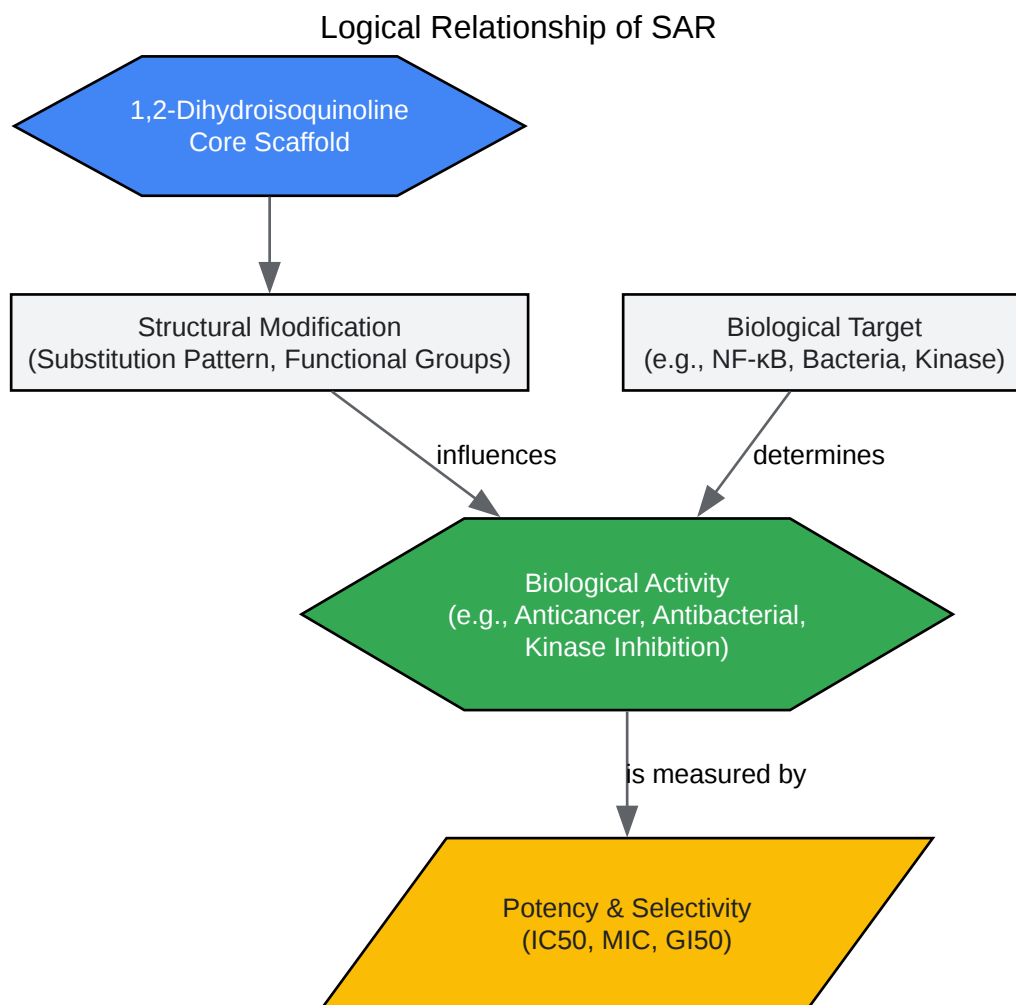 Logical Relationship of SAR
1,2-Dihydroisoquinoline
Core Scaffold
Structural Modification
(Substitution Pattern, Functional Groups)
Biological Target
(e.g., NF-κB, Bacteria, Kinase)
influences
determines
Biological Activity
(e.g., Anticancer, Antibacterial,
Kinase Inhibition)
is measured by
Potency & Selectivity
(IC50, MIC, GI50)